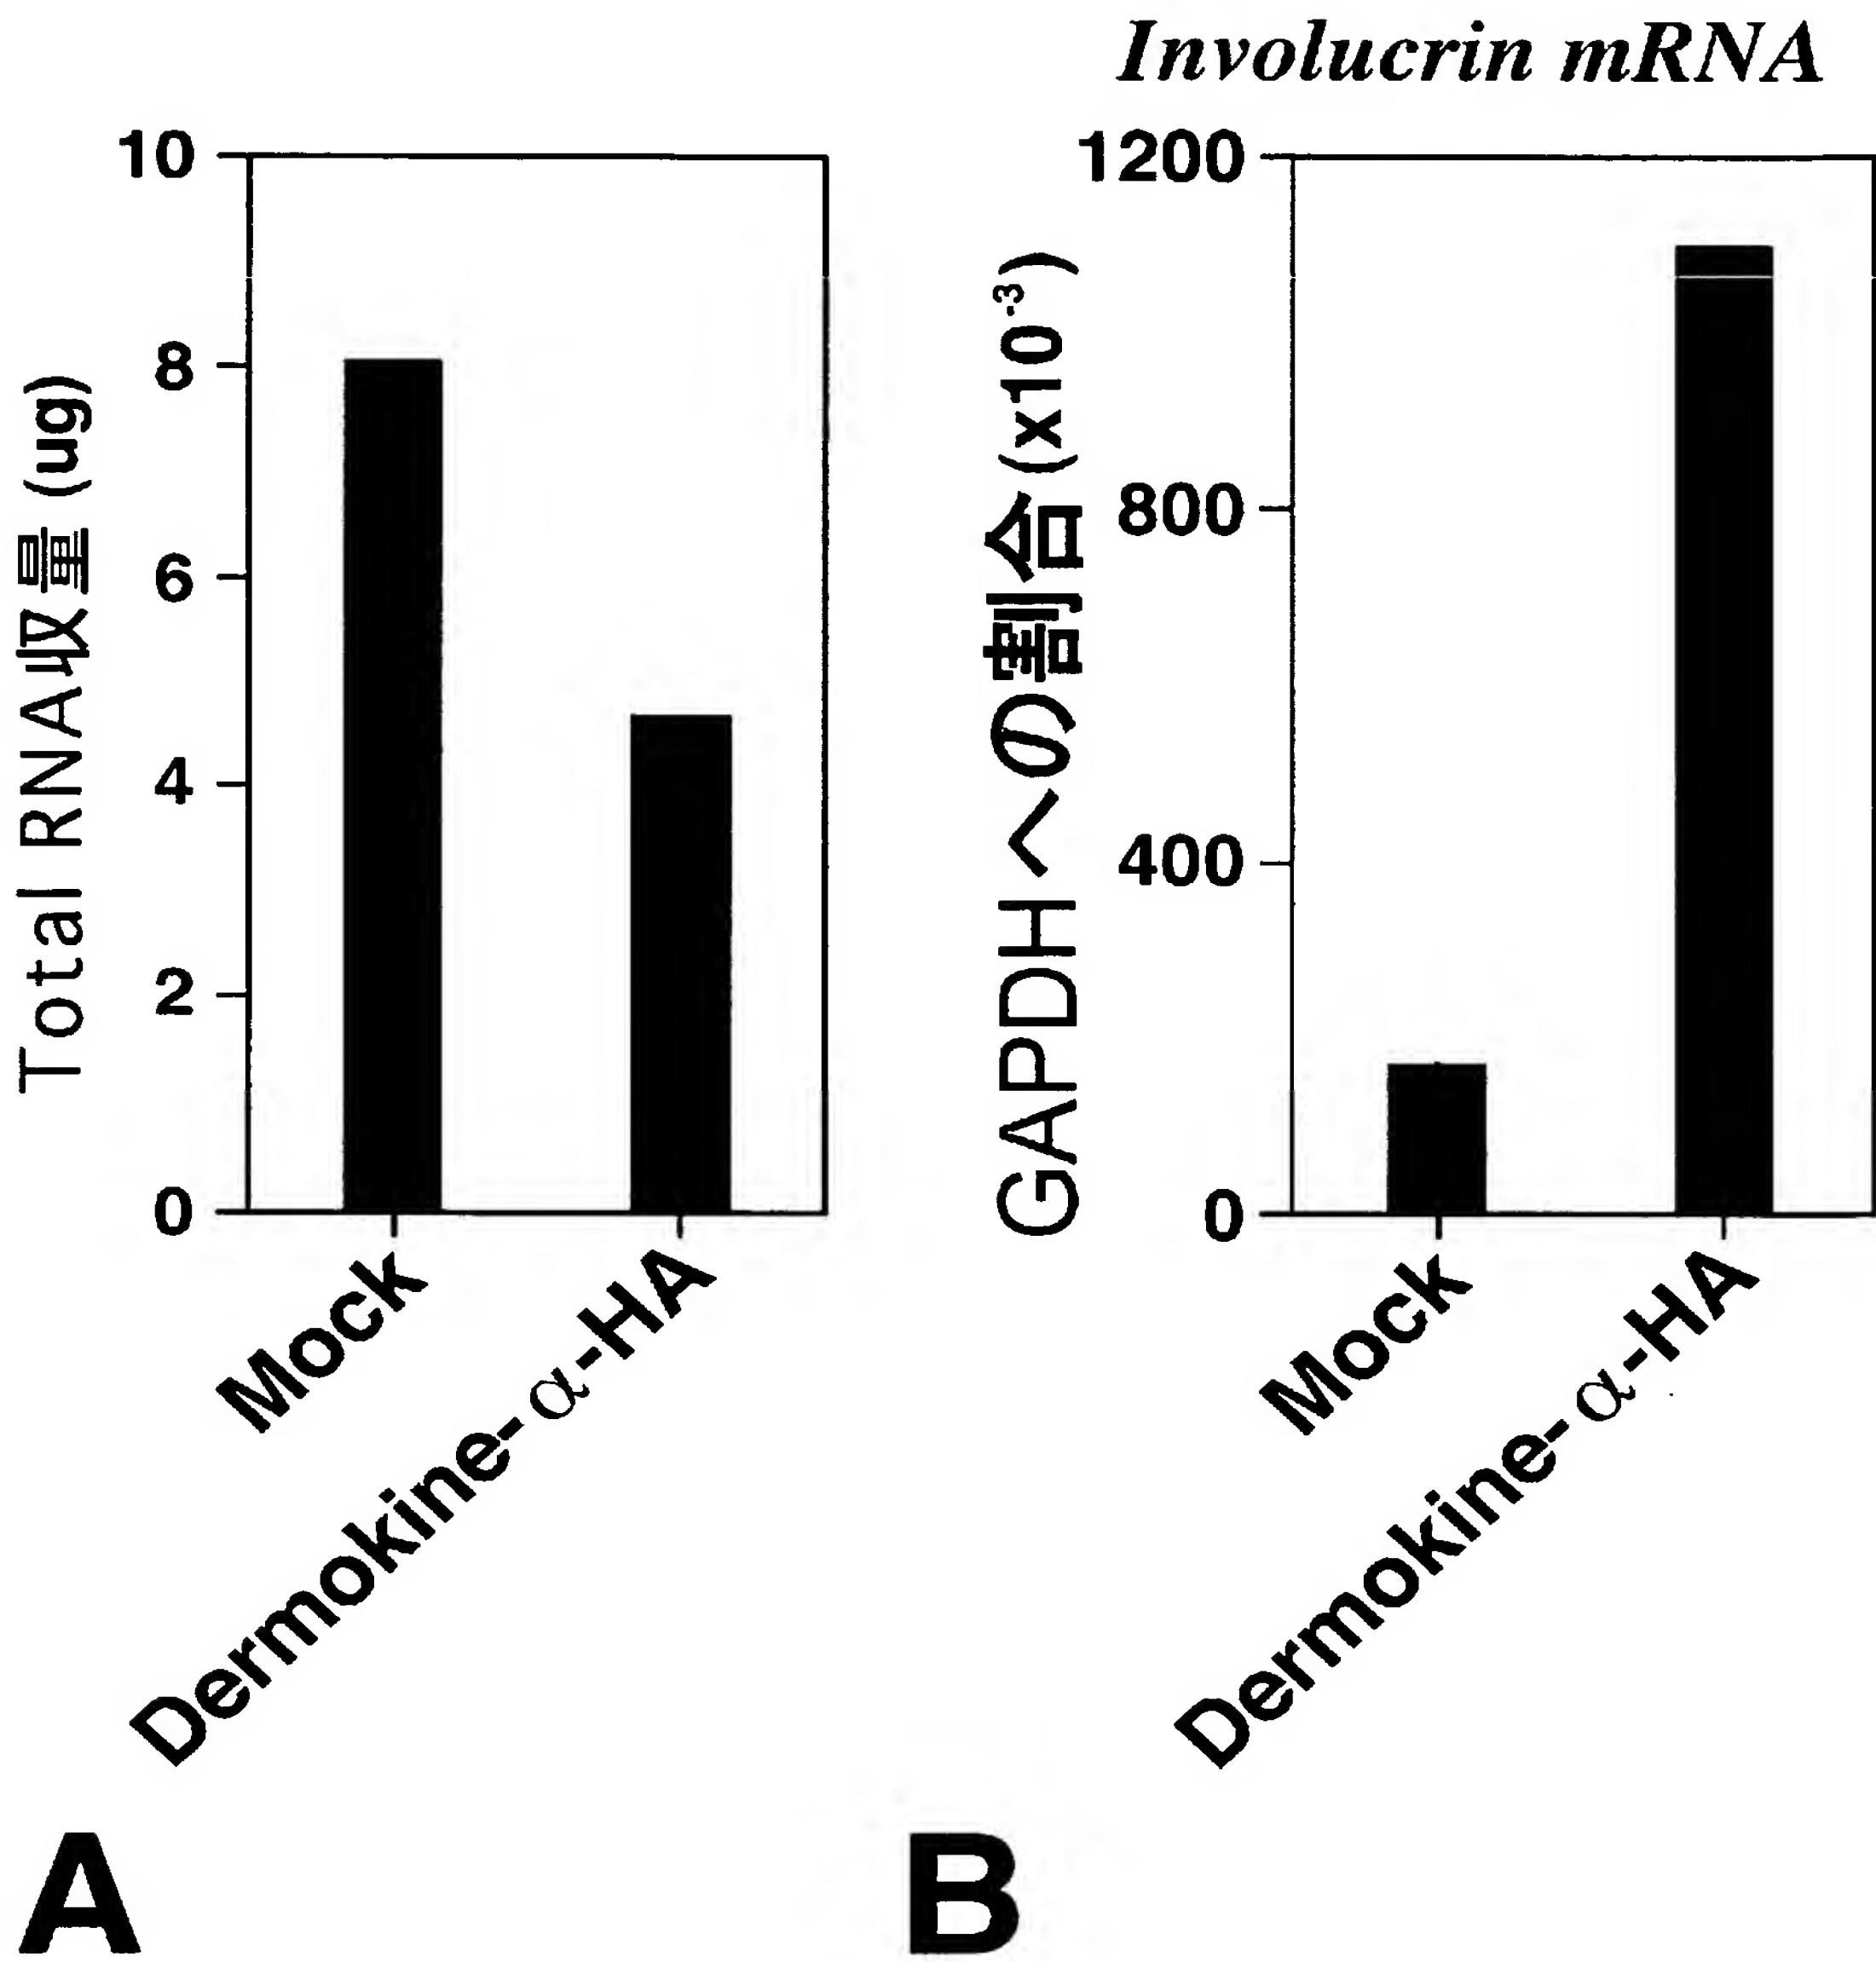 Total RNA収量 (ug)
10
8
6
4
2
0
Mock
Dermokine-α-HA
A
Involucrin mRNA
GAPDHへの割合 (x10⁻³)
1200
800
400
0
Mock
Dermokine-α-HA
B